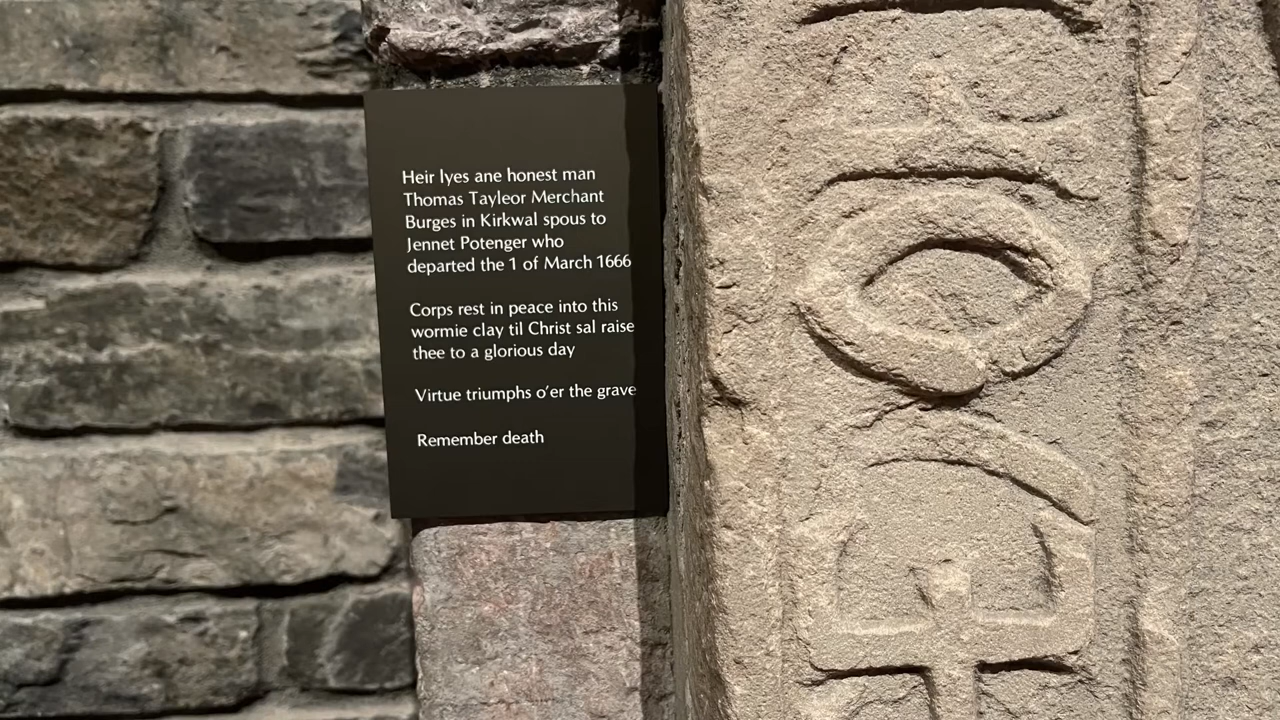 Heir lyes ane honest man
Thomas Tayleor Merchant
Burges in Kirkwal spous to
Jennet Potenger who
departed the 1 of March 1666
Corps rest in peace into this
wormie clay til Christ sal raise
thee to a glorious day
Virtue triumphs o'er the grave
Remember death